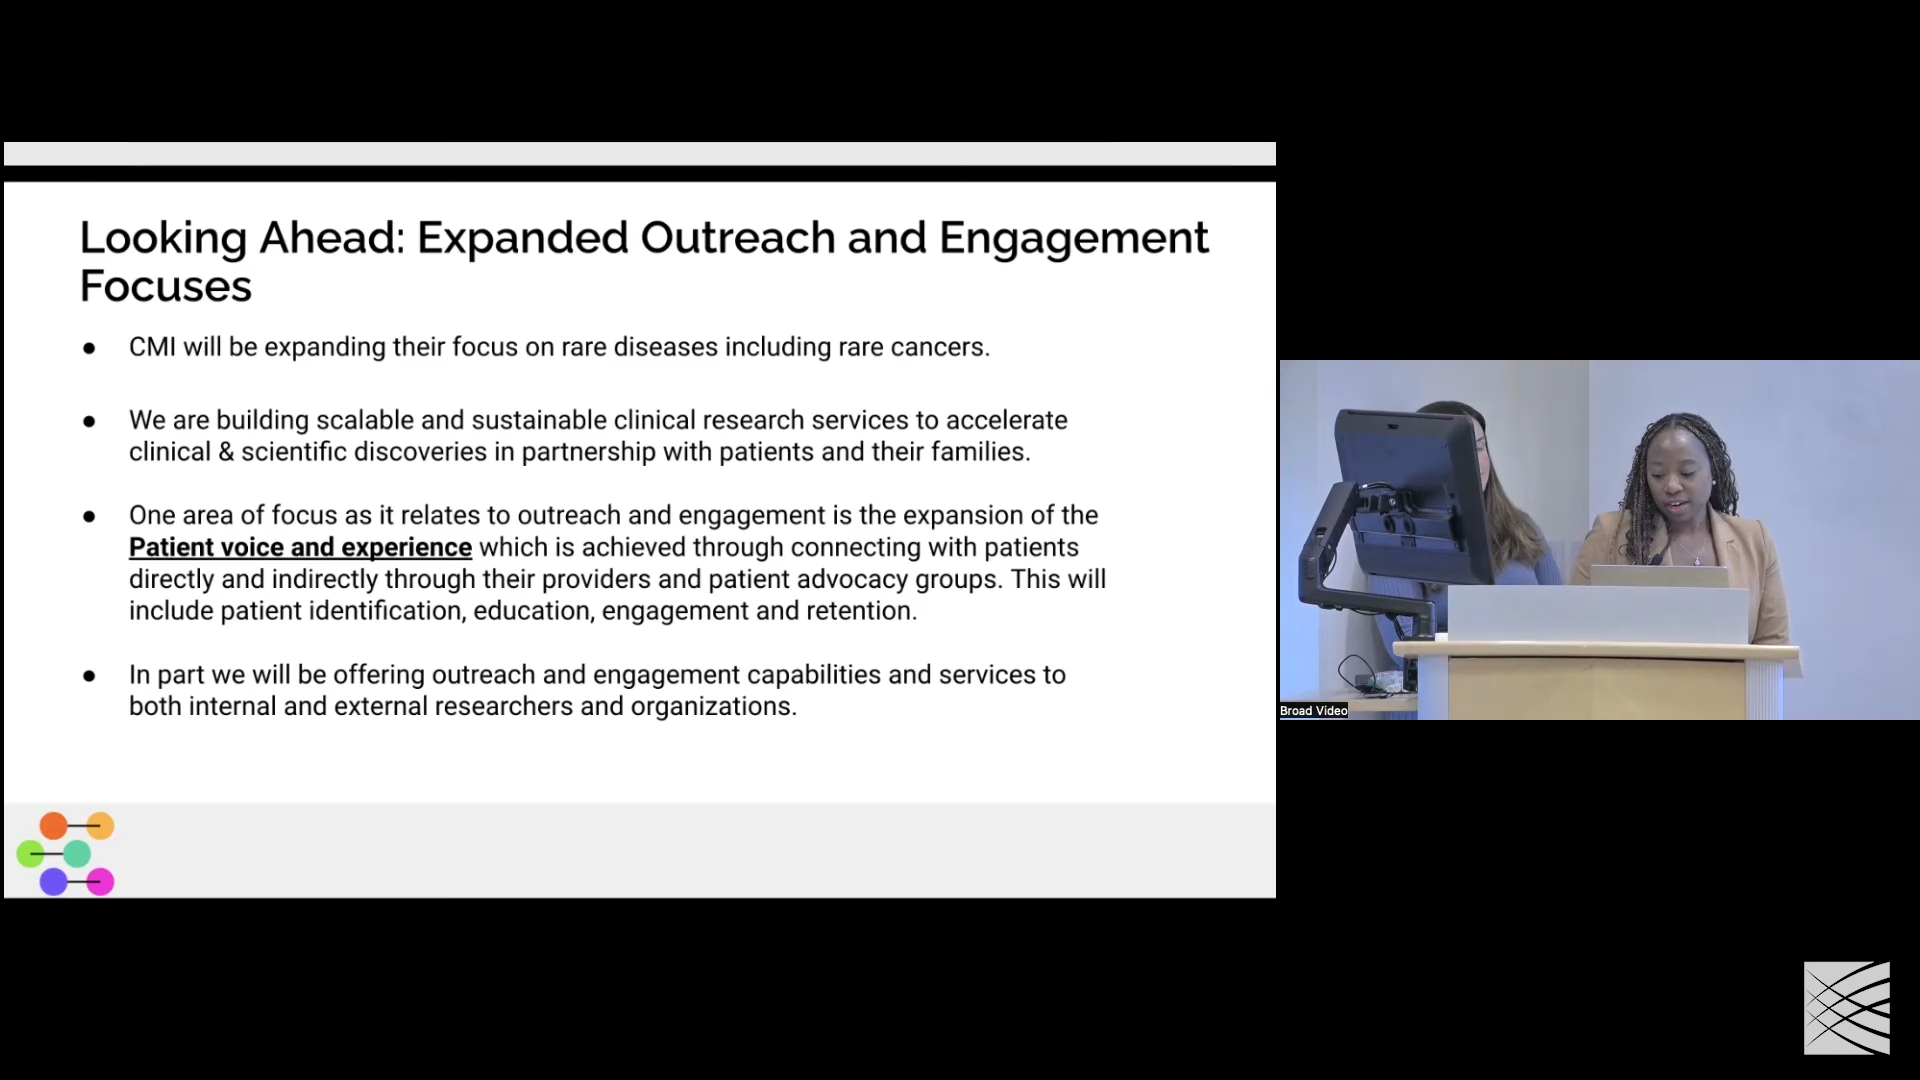 Looking Ahead: Expanded Outreach and Engagement
Focuses
● CMI will be expanding their focus on rare diseases including rare cancers.
● We are building scalable and sustainable clinical research services to accelerate
clinical & scientific discoveries in partnership with patients and their families.
● One area of focus as it relates to outreach and engagement is the expansion of the
Patient voice and experience which is achieved through connecting with patients
directly and indirectly through their providers and patient advocacy groups. This will
include patient identification, education, engagement and retention.
● In part we will be offering outreach and engagement capabilities and services to
both internal and external researchers and organizations.
Broad Video